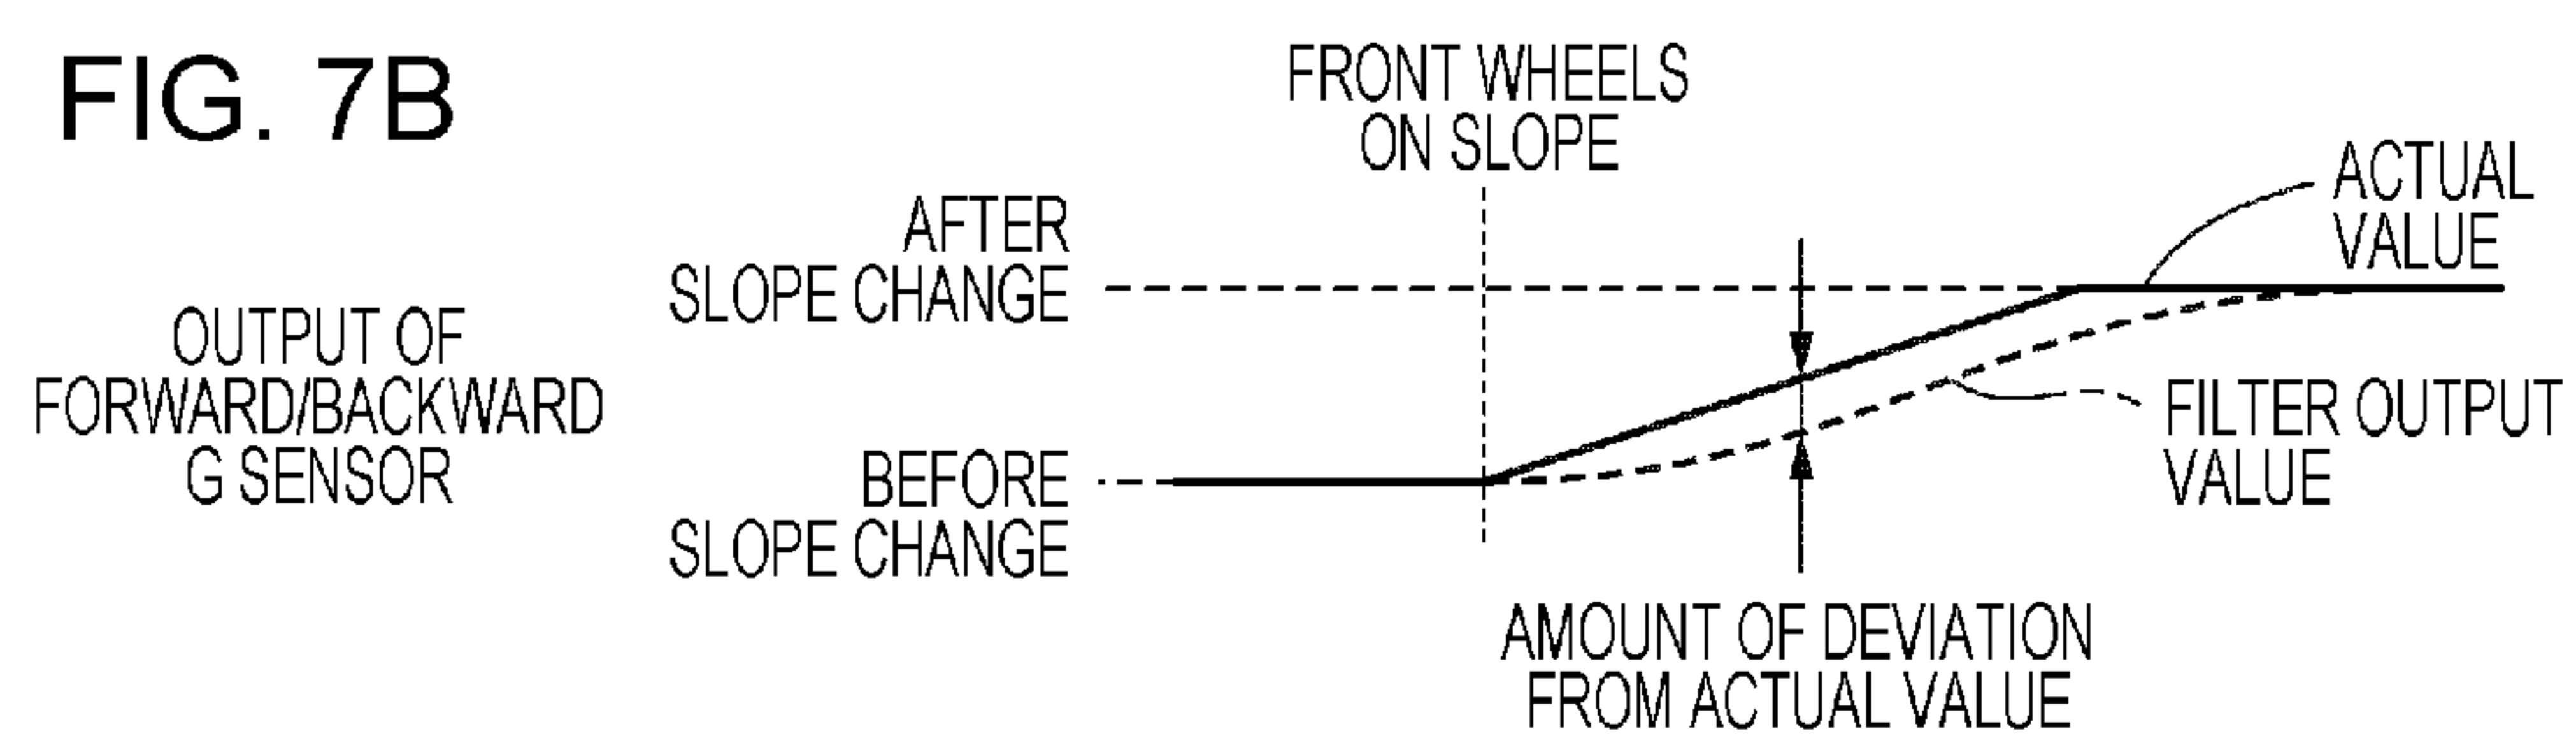 FIG. 7B
FRONT WHEELS
ON SLOPE
ACTUAL
VALUE
AFTER
SLOPE CHANGE
OUTPUT OF
FORWARD/BACKWARD
G SENSOR
BEFORE
SLOPE CHANGE
FILTER OUTPUT
VALUE
AMOUNT OF DEVIATION
FROM ACTUAL VALUE